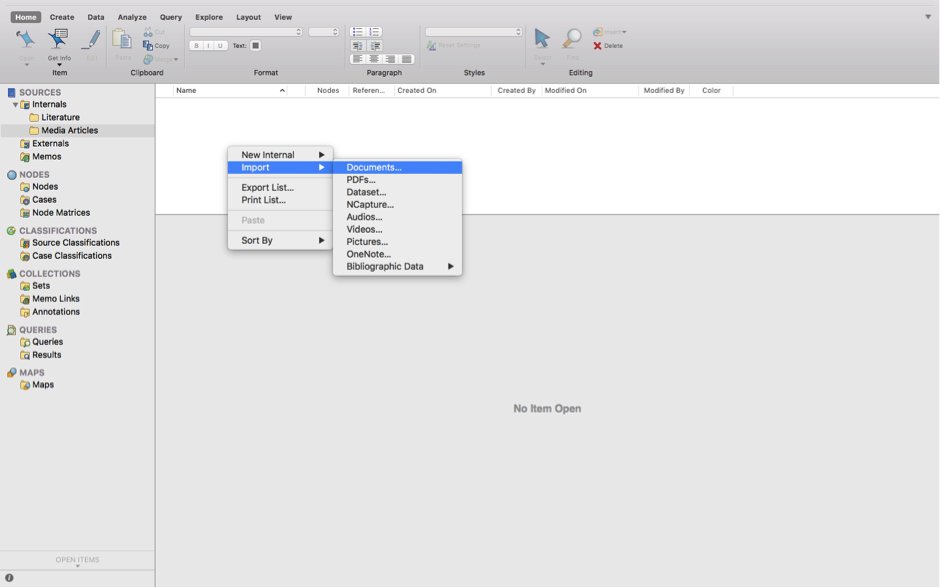 Home Create Data Analyze Query Explore Layout View
Open Get Info Edit Paste Cut Copy Merge
B I U Text: Reset Settings Select Find Insert Delete
Item Clipboard Format Paragraph Styles Editing
SOURCES
Internals
Literature
Media Articles
Externals
Memos
NODES
Nodes
Cases
Node Matrices
CLASSIFICATIONS
Source Classifications
Case Classifications
COLLECTIONS
Sets
Memo Links
Annotations
QUERIES
Queries
Results
MAPS
Maps
OPEN ITEMS
Name Nodes Referen... Created On Created By Modified On Modified By Color
New Internal
Import
Export List...
Print List...
Paste
Sort By
Documents...
PDFs...
Dataset...
NCapture...
Audios...
Videos...
Pictures...
OneNote...
Bibliographic Data
No Item Open